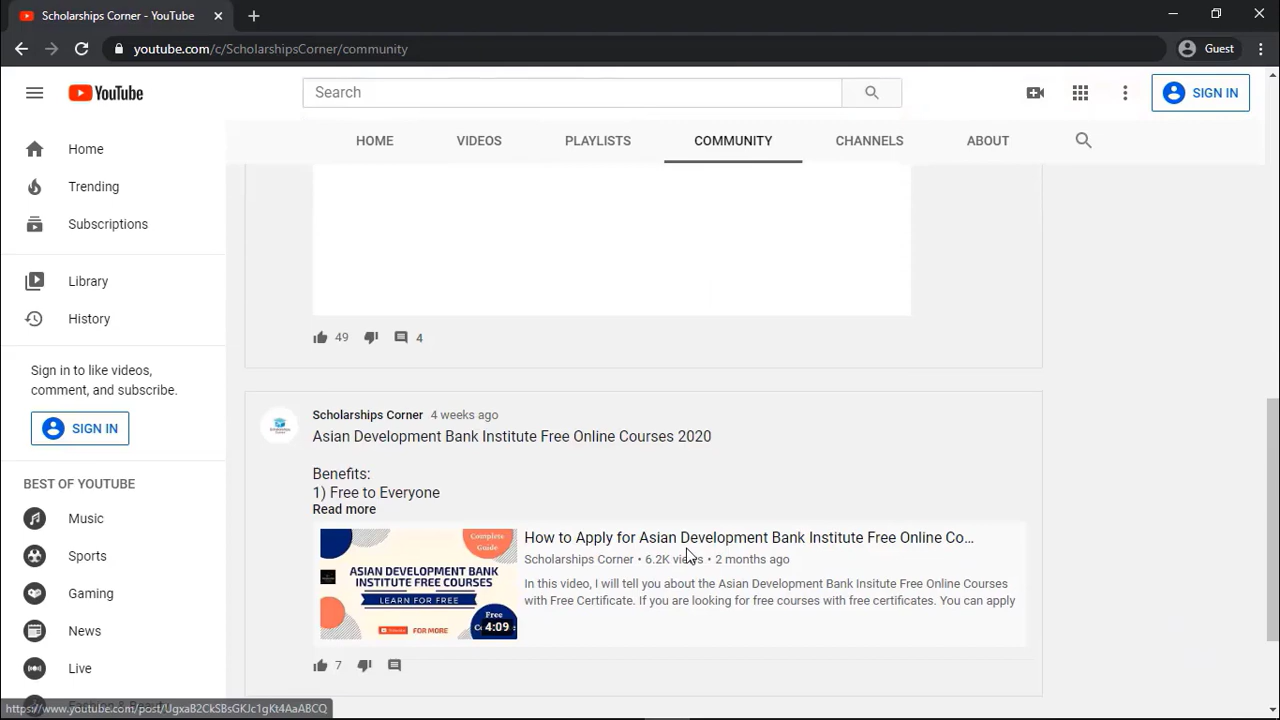 Scholarships Corner - YouTube
youtube.com/c/ScholarshipsCorner/community
Guest
YouTube
Search
SIGN IN
HOME
VIDEOS
PLAYLISTS
COMMUNITY
CHANNELS
ABOUT
Home
Trending
Subscriptions
Library
History
Sign in to like videos,
comment, and subscribe.
SIGN IN
BEST OF YOUTUBE
Music
Sports
Gaming
News
Live
49
4
Scholarships Corner 4 weeks ago
Asian Development Bank Institute Free Online Courses 2020
Benefits:
1) Free to Everyone
Read more
Complete
Guide
ASIAN DEVELOPMENT BANK
INSTITUTE FREE COURSES
LEARN FOR FREE
FOR MORE
Free
4:09
How to Apply for Asian Development Bank Institute Free Online Co...
Scholarships Corner • 6.2K views • 2 months ago
In this video, I will tell you about the Asian Development Bank Insitute Free Online Courses
with Free Certificate. If you are looking for free courses with free certificates. You can apply
7
https://www.youtube.com/post/UgxaB2CkSBsGKJc1gKt4AaABCQ